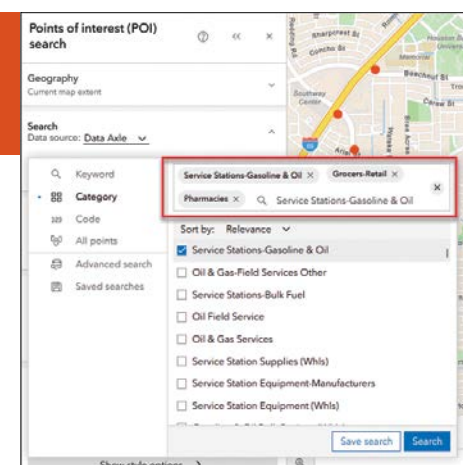 Points of interest (POI)
search
Geography
Current map extent
Search
Data source: Data Axle
Keyword
Category
123 Code
All points
Advanced search
Saved searches
Service Stations-Gasoline & Oil × Grocers-Retail ×
Pharmacies × Service Stations-Gasoline & Oil
Sort by: Relevance
Service Stations-Gasoline & Oil
Oil & Gas-Field Services Other
Service Stations-Bulk Fuel
Oil Field Service
Oil & Gas Services
Service Station Supplies (Whls)
Service Station Equipment-Manufacturers
Service Station Equipment (Whls)
Save search Search
Sharpcrest St
Concho St
Houston
Memorial
Beechnut St
Southway
Center
Carew St